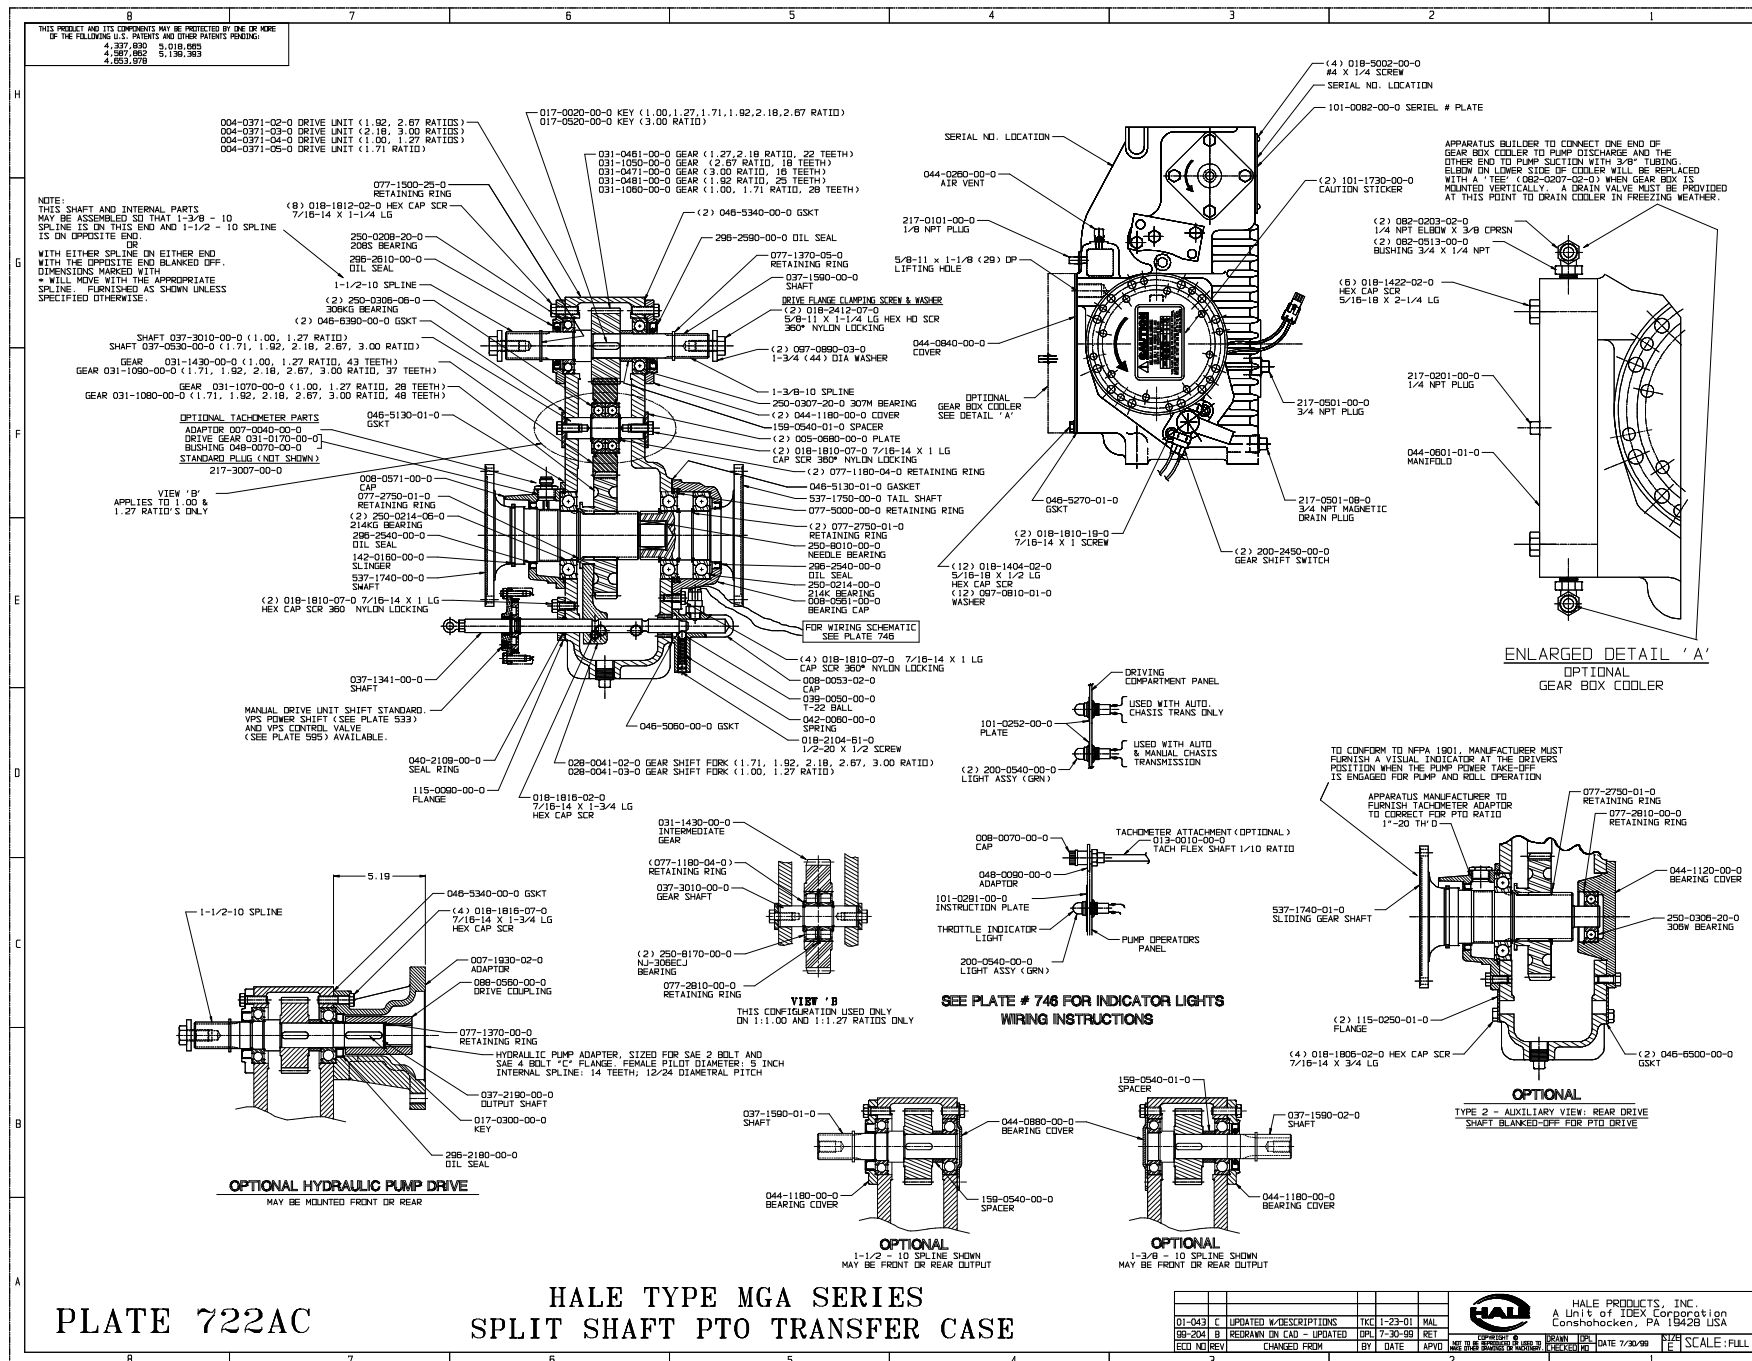 8 7 6 5 4 3 2 1
THIS PRODUCT AND ITS COMPONENTS MAY BE PROTECTED BY ONE OR MORE
OF THE FOLLOWING U.S. PATENTS AND OTHER PATENTS PENDING:
4,337,830 5,018,665
4,587,862 5,139,393
4,653,978
H
G
F
E
D
C
B
A
004-0371-02-0 DRIVE UNIT (1.92, 2.67 RATIOS)
004-0371-03-0 DRIVE UNIT (2.18, 3.00 RATIOS)
004-0371-04-0 DRIVE UNIT (1.00, 1.27 RATIOS)
004-0371-05-0 DRIVE UNIT (1.71 RATIO)
017-0020-00-0 KEY (1.00,1.27,1.71,1.92,2.18,2.67 RATIO)
017-0520-00-0 KEY (3.00 RATIO)
031-0461-00-0 GEAR (1.27,2.18 RATIO, 22 TEETH)
031-1050-00-0 GEAR (2.67 RATIO, 18 TEETH)
031-0471-00-0 GEAR (3.00 RATIO, 16 TEETH)
031-0481-00-0 GEAR (1.92 RATIO, 25 TEETH)
031-1060-00-0 GEAR (1.00, 1.71 RATIO, 28 TEETH)
NOTE:
THIS SHAFT AND INTERNAL PARTS
MAY BE ASSEMBLED SO THAT 1-3/8 - 10
SPLINE IS ON THIS END AND 1-1/2 - 10 SPLINE
IS ON OPPOSITE END.
OR
WITH EITHER SPLINE ON EITHER END
WITH THE OPPOSITE END BLANKED OFF.
DIMENSIONS MARKED WITH
* WILL MOVE WITH THE APPROPRIATE
SPLINE. FURNISHED AS SHOWN UNLESS
SPECIFIED OTHERWISE.
077-1500-25-0
RETAINING RING
(8) 018-1812-02-0 HEX CAP SCR
7/16-14 X 1-1/4 LG
250-0208-20-0
208S BEARING
296-2610-00-0
OIL SEAL
1-1/2-10 SPLINE
(2) 250-0306-06-0
306KG BEARING
(2) 046-6390-00-0 GSKT
SHAFT 037-3010-00-0 (1.00, 1.27 RATIO)
SHAFT 037-0530-00-0 (1.71, 1.92, 2.18, 2.67, 3.00 RATIO)
GEAR 031-1430-00-0 (1.00, 1.27 RATIO, 43 TEETH)
GEAR 031-1090-00-0 (1.71, 1.92, 2.18, 2.67, 3.00 RATIO, 37 TEETH)
GEAR 031-1070-00-0 (1.00, 1.27 RATIO, 28 TEETH)
GEAR 031-1080-00-0 (1.71, 1.92, 2.18, 2.67, 3.00 RATIO, 48 TEETH)
OPTIONAL TACHOMETER PARTS
ADAPTOR 007-0040-00-0
DRIVE GEAR 031-0170-00-0
BUSHING 048-0070-00-0
STANDARD PLUG (NOT SHOWN)
217-3007-00-0
046-5130-01-0
GSKT
VIEW 'B'
APPLIES TO 1.00 &
1.27 RATIO'S ONLY
008-0571-00-0
CAP
077-2750-01-0
RETAINING RING
(2) 250-0214-06-0
214KG BEARING
296-2540-00-0
OIL SEAL
142-0160-00-0
SLINGER
537-1740-00-0
SHAFT
(2) 018-1810-07-0 7/16-14 X 1 LG
HEX CAP SCR 360 NYLON LOCKING
037-1341-00-0
SHAFT
MANUAL DRIVE UNIT SHIFT STANDARD.
VPS POWER SHIFT (SEE PLATE 533)
AND VPS CONTROL VALVE
(SEE PLATE 595) AVAILABLE.
040-2109-00-0
SEAL RING
115-0090-00-0
FLANGE
018-1816-02-0
7/16-14 X 1-3/4 LG
HEX CAP SCR
028-0041-02-0 GEAR SHIFT FORK (1.71, 1.92, 2.18, 2.67, 3.00 RATIO)
028-0041-03-0 GEAR SHIFT FORK (1.00, 1.27 RATIO)
046-5060-00-0 GSKT
(2) 046-5340-00-0 GSKT
296-2590-00-0 OIL SEAL
077-1370-05-0
RETAINING RING
037-1590-00-0
SHAFT
DRIVE FLANGE CLAMPING SCREW & WASHER
(2) 018-2412-07-0
5/8-11 X 1-1/4 LG HEX HD SCR
360° NYLON LOCKING
(2) 097-0890-03-0
1-3/4 (44) DIA WASHER
1-3/8-10 SPLINE
250-0307-20-0 307M BEARING
(2) 044-1180-00-0 COVER
159-0540-01-0 SPACER
(2) 005-0680-00-0 PLATE
(2) 018-1810-07-0 7/16-14 X 1 LG
CAP SCR 360° NYLON LOCKING
(2) 077-1180-04-0 RETAINING RING
046-5130-01-0 GASKET
537-1750-00-0 TAIL SHAFT
077-5000-00-0 RETAINING RING
(2) 077-2750-01-0
RETAINING RING
250-8010-00-0
NEEDLE BEARING
296-2540-00-0
OIL SEAL
250-0214-00-0
214K BEARING
008-0561-00-0
BEARING CAP
FOR WIRING SCHEMATIC
SEE PLATE 746
(4) 018-1810-07-0 7/16-14 X 1 LG
CAP SCR 360° NYLON LOCKING
008-0053-02-0
CAP
039-0050-00-0
T-22 BALL
042-0060-00-0
SPRING
018-2104-61-0
1/2-20 X 1/2 SCREW
SERIAL NO. LOCATION
(4) 018-5002-00-0
#4 X 1/4 SCREW
SERIAL NO. LOCATION
101-0082-00-0 SERIEL # PLATE
044-0260-00-0
AIR VENT
217-0101-00-0
1/8 NPT PLUG
5/8-11 x 1-1/8 (29) DP
LIFTING HOLE
044-0840-00-0
COVER
OPTIONAL
GEAR BOX COOLER
SEE DETAIL 'A'
(2) 101-1730-00-0
CAUTION STICKER
217-0501-00-0
3/4 NPT PLUG
217-0501-08-0
3/4 NPT MAGNETIC
DRAIN PLUG
046-5270-01-0
GSKT
(2) 018-1810-19-0
7/16-14 X 1 SCREW
(2) 200-2450-00-0
GEAR SHIFT SWITCH
(12) 018-1404-02-0
5/16-18 X 1/2 LG
HEX CAP SCR
(12) 097-0810-01-0
WASHER
APPARATUS BUILDER TO CONNECT ONE END OF
GEAR BOX COOLER TO PUMP DISCHARGE AND THE
OTHER END TO PUMP SUCTION WITH 3/8" TUBING.
ELBOW ON LOWER SIDE OF COOLER WILL BE REPLACED
WITH A 'TEE' (082-0207-02-0) WHEN GEAR BOX IS
MOUNTED VERTICALLY. A DRAIN VALVE MUST BE PROVIDED
AT THIS POINT TO DRAIN COOLER IN FREEZING WEATHER.
(2) 082-0203-02-0
1/4 NPT ELBOW X 3/8 CPRSN
(2) 082-0513-00-0
BUSHING 3/4 X 1/4 NPT
(6) 018-1422-02-0
HEX CAP SCR
5/16-18 X 2-1/4 LG
217-0201-00-0
1/4 NPT PLUG
044-0601-01-0
MANIFOLD
ENLARGED DETAIL 'A'
OPTIONAL
GEAR BOX COOLER
DRIVING
COMPARTMENT PANEL
USED WITH AUTO.
CHASIS TRANS ONLY
101-0252-00-0
PLATE
USED WITH AUTO
& MANUAL CHASIS
TRANSMISSION
(2) 200-0540-00-0
LIGHT ASSY (GRN)
TACHOMETER ATTACHMENT (OPTIONAL)
013-0010-00-0
TACH FLEX SHAFT 1/10 RATIO
008-0070-00-0
CAP
048-0090-00-0
ADAPTOR
101-0291-00-0
INSTRUCTION PLATE
THROTTLE INDICATOR
LIGHT
PUMP OPERATORS
PANEL
200-0540-00-0
LIGHT ASSY (GRN)
SEE PLATE # 746 FOR INDICATOR LIGHTS
WIRING INSTRUCTIONS
TO CONFORM TO NFPA 1901, MANUFACTURER MUST
FURNISH A VISUAL INDICATOR AT THE DRIVERS
POSITION WHEN THE PUMP POWER TAKE-OFF
IS ENGAGED FOR PUMP AND ROLL OPERATION
APPARATUS MANUFACTURER TO
FURNISH TACHOMETER ADAPTOR
TO CORRECT FOR PTO RATIO
1"-20 TH'D
077-2750-01-0
RETAINING RING
077-2810-00-0
RETAINING RING
044-1120-00-0
BEARING COVER
537-1740-01-0
SLIDING GEAR SHAFT
250-0306-20-0
306W BEARING
(2) 115-0250-01-0
FLANGE
(4) 018-1806-02-0 HEX CAP SCR
7/16-14 X 3/4 LG
(2) 046-6500-00-0
GSKT
OPTIONAL
TYPE 2 - AUXILIARY VIEW: REAR DRIVE
SHAFT BLANKED-OFF FOR PTO DRIVE
031-1430-00-0
INTERMEDIATE
GEAR
(077-1180-04-0)
RETAINING RING
037-3010-00-0
GEAR SHAFT
(2) 250-8170-00-0
NJ-306ECJ
BEARING
077-2810-00-0
RETAINING RING
VIEW 'B
THIS CONFIGURATION USED ONLY
ON 1:1.00 AND 1:1.27 RATIOS ONLY
5.19
1-1/2-10 SPLINE
046-5340-00-0 GSKT
(4) 018-1816-07-0
7/16-14 X 1-3/4 LG
HEX CAP SCR
007-1930-02-0
ADAPTOR
088-0560-00-0
DRIVE COUPLING
077-1370-00-0
RETAINING RING
HYDRAULIC PUMP ADAPTER, SIZED FOR SAE 2 BOLT AND
SAE 4 BOLT "C" FLANGE. FEMALE PILOT DIAMETER: 5 INCH
INTERNAL SPLINE: 14 TEETH; 12/24 DIAMETRAL PITCH
037-2190-00-0
OUTPUT SHAFT
017-0300-00-0
KEY
296-2180-00-0
OIL SEAL
OPTIONAL HYDRAULIC PUMP DRIVE
MAY BE MOUNTED FRONT OR REAR
037-1590-01-0
SHAFT
044-0880-00-0
BEARING COVER
044-1180-00-0
BEARING COVER
159-0540-00-0
SPACER
OPTIONAL
1-1/2 - 10 SPLINE SHOWN
MAY BE FRONT OR REAR OUTPUT
159-0540-01-0
SPACER
037-1590-02-0
SHAFT
044-1180-00-0
BEARING COVER
OPTIONAL
1-3/8 - 10 SPLINE SHOWN
MAY BE FRONT OR REAR OUTPUT
PLATE 722AC
HALE TYPE MGA SERIES
SPLIT SHAFT PTO TRANSFER CASE
01-043 C UPDATED W/DESCRIPTIONS TKC 1-23-01 MAL
99-204 B REDRAWN ON CAD - UPDATED DPL 7-30-99 RET
ECO NO REV CHANGED FROM BY DATE APVD
HALE
HALE PRODUCTS, INC.
A Unit of IDEX Corporation
Conshohocken, PA 19428 USA
COPYRIGHT ©
NOT TO BE REPRODUCED OR USED TO
MAKE OTHER DRAWINGS OR MACHINERY.
DRAWN DPL
CHECKED MD
DATE 7/30/99
SIZE E
SCALE:FULL
8 7 6 5 4 3 2 1